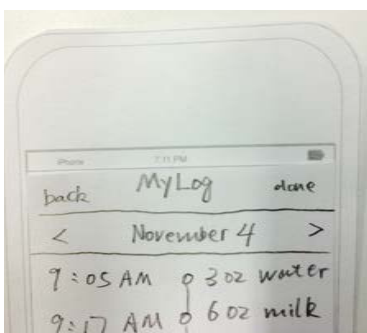 iPhone 7:11 PM
back MyLog done
< November 4 >
9:05 AM 3 oz water
9:17 AM 6 oz milk